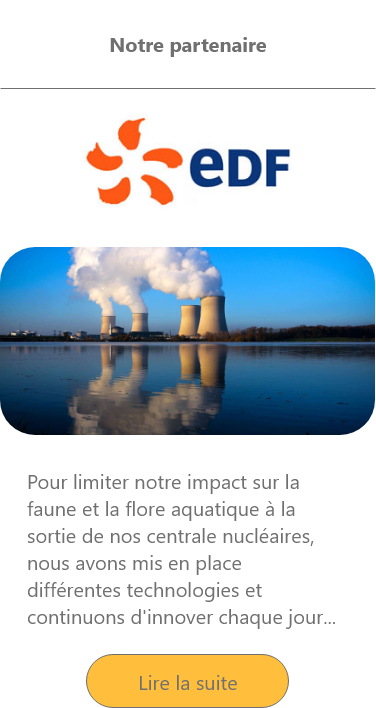 Notre partenaire
eDF
Pour limiter notre impact sur la
faune et la flore aquatique à la
sortie de nos centrale nucléaires,
nous avons mis en place
différentes technologies et
continuons d'innover chaque jour...
Lire la suite